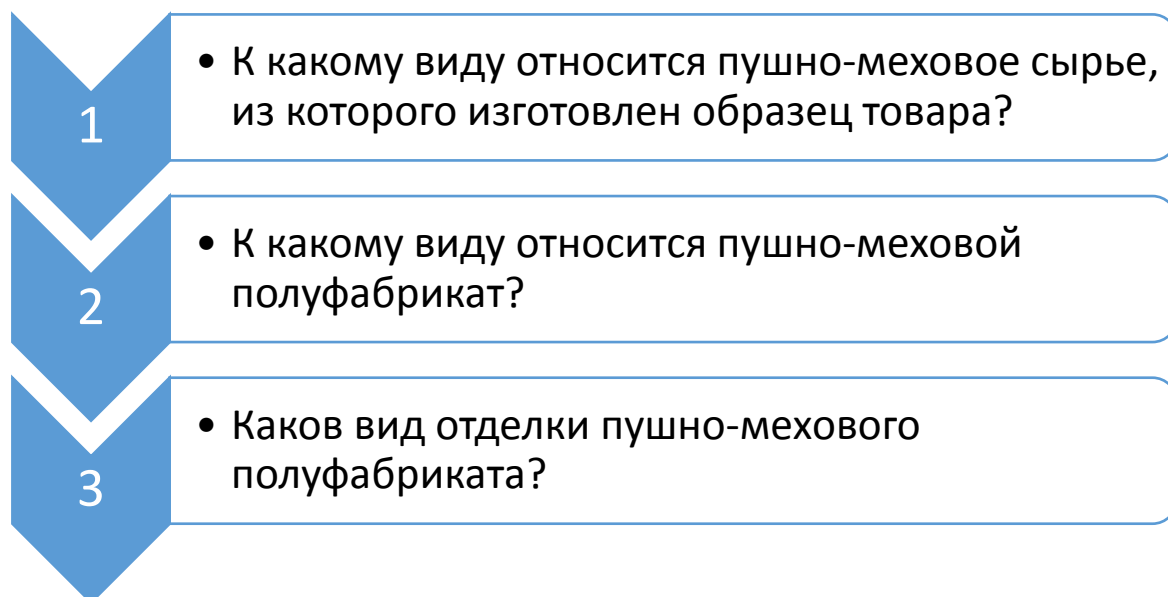 1
• К какому виду относится пушно-меховое сырье,
из которого изготовлен образец товара?
2
• К какому виду относится пушно-меховой
полуфабрикат?
3
• Каков вид отделки пушно-мехового
полуфабриката?